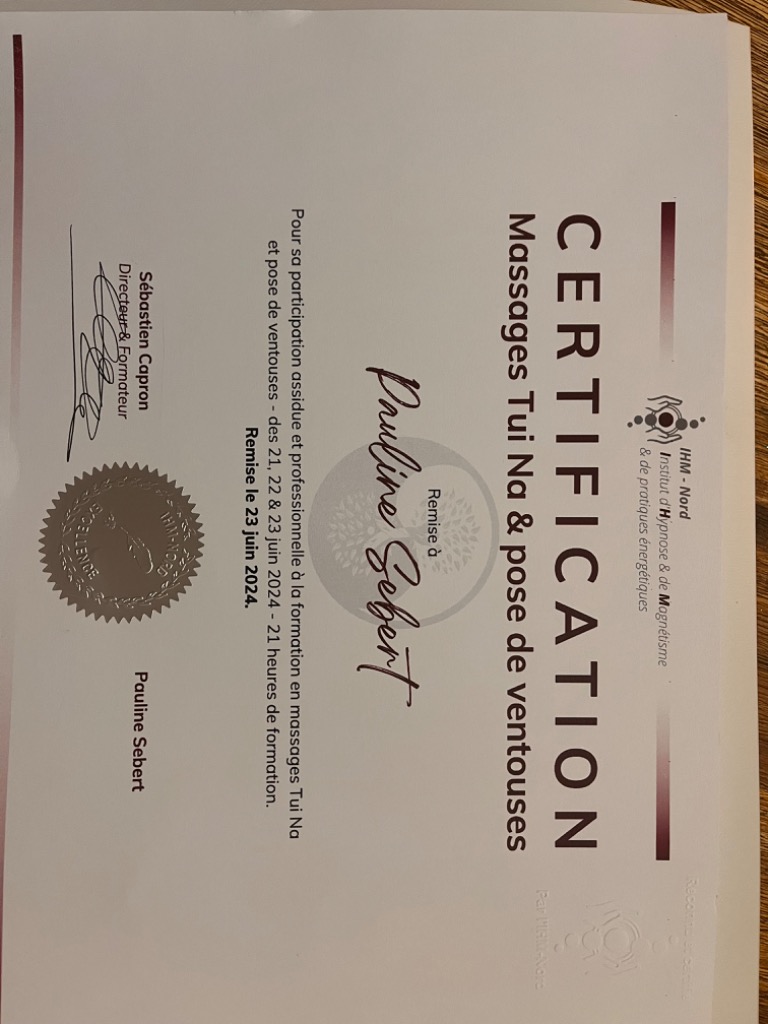 IHM - Nord
Institut d'Hypnose & de Magnétisme
& de pratiques énergétiques
CERTIFICATION
Massages Tui Na & pose de ventouses
Remise à
Pauline Sebert
Pour sa participation assidue et professionnelle à la formation en massages Tui Na
et pose de ventouses - des 21, 22 & 23 juin 2024 - 21 heures de formation.
Remise le 23 juin 2024.
Sébastien Capron
Directeur & Formateur
Pauline Sebert